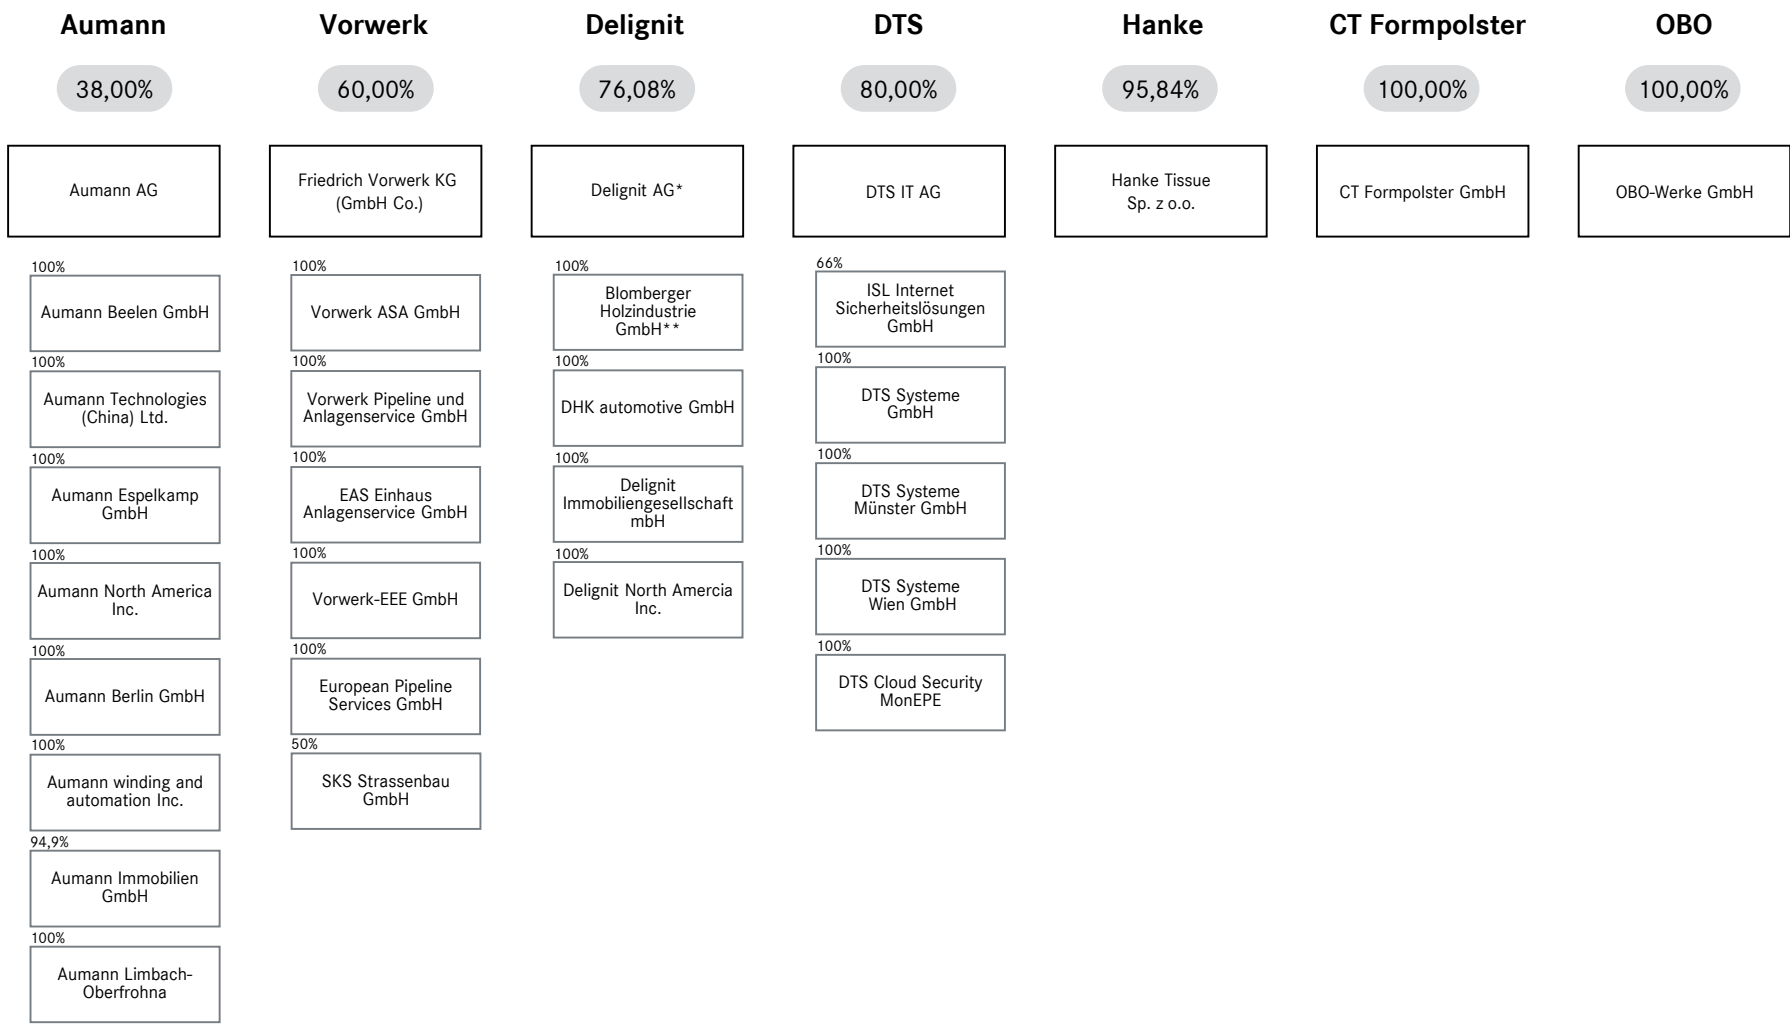 Aumann
38,00%
Aumann AG
100%
Aumann Beelen GmbH
100%
Aumann Technologies
(China) Ltd.
100%
Aumann Espelkamp
GmbH
100%
Aumann North America
Inc.
100%
Aumann Berlin GmbH
100%
Aumann winding and
automation Inc.
94,9%
Aumann Immobilien
GmbH
100%
Aumann Limbach-
Oberfrohna
Vorwerk
60,00%
Friedrich Vorwerk KG
(GmbH Co.)
100%
Vorwerk ASA GmbH
100%
Vorwerk Pipeline und
Anlagenservice GmbH
100%
EAS Einhaus
Anlagenservice GmbH
100%
Vorwerk-EEE GmbH
100%
European Pipeline
Services GmbH
50%
SKS Strassenbau
GmbH
Delignit
76,08%
Delignit AG*
100%
Blomberger
Holzindustrie
GmbH**
100%
DHK automotive GmbH
100%
Delignit
Immobiliengesellschaft
mbH
100%
Delignit North Amercia
Inc.
DTS
80,00%
DTS IT AG
66%
ISL Internet
Sicherheitslösungen
GmbH
100%
DTS Systeme
GmbH
100%
DTS Systeme
Münster GmbH
100%
DTS Systeme
Wien GmbH
100%
DTS Cloud Security
MonEPE
Hanke
95,84%
Hanke Tissue
Sp. z o.o.
CT Formpolster
100,00%
CT Formpolster GmbH
OBO
100,00%
OBO-Werke GmbH